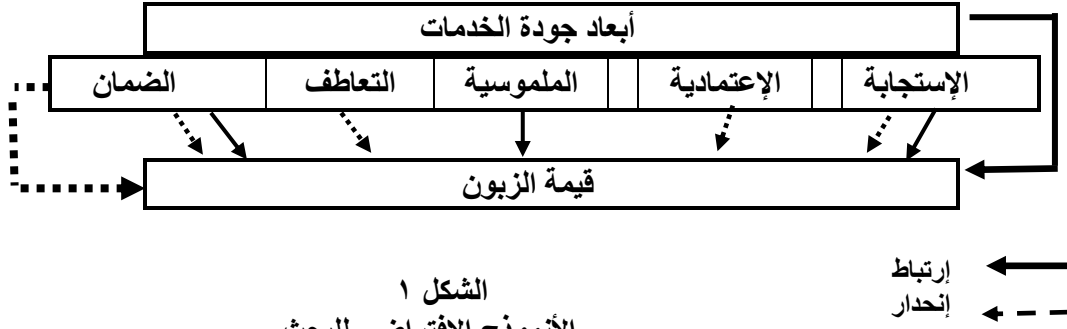 أبعاد جودة الخدمات
الإستجابة الإعتمادية الملموسية التعاطف الضمان
قيمة الزبون
إرتباط
إنحدار
الشكل ١